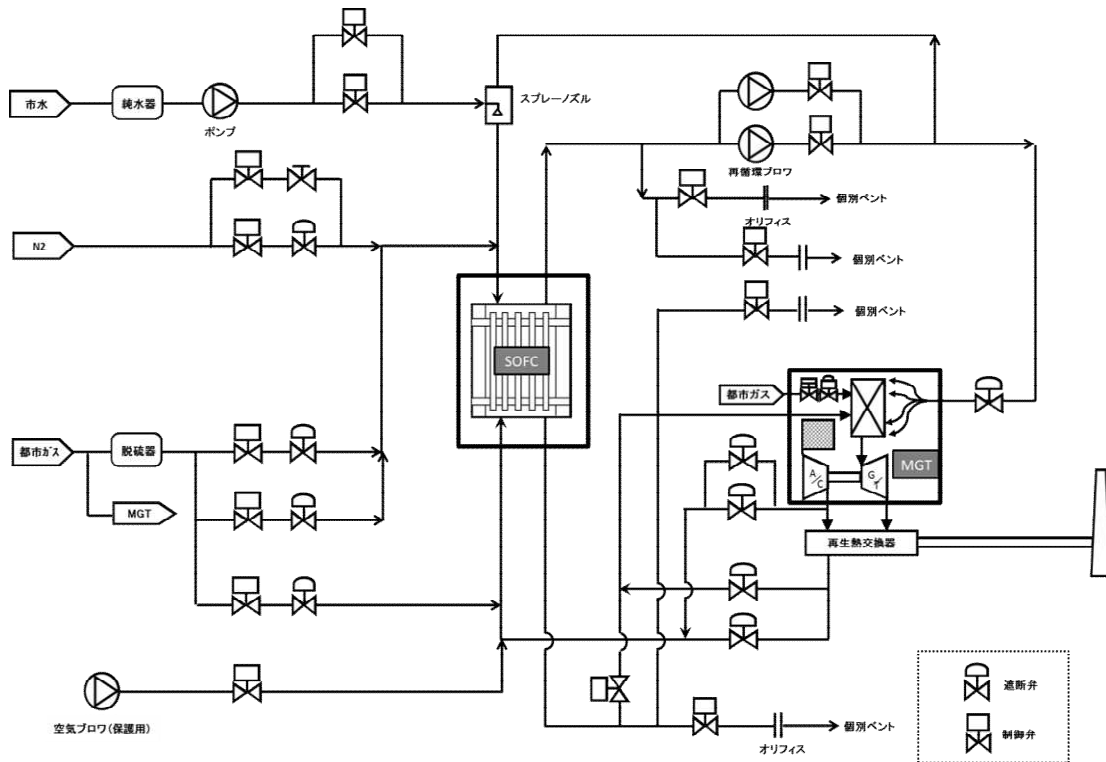 市水
純水器
ポンプ
スプレーノズル
再循環ブロワ
個別ベント
オリフィス
N2
個別ベント
個別ベント
SOFC
都市ガス
都市ガス
脱硫器
MGT
A/C
G/T
MGT
再生熱交換器
空気ブロワ(保護用)
個別ベント
オリフィス
遮断弁
制御弁